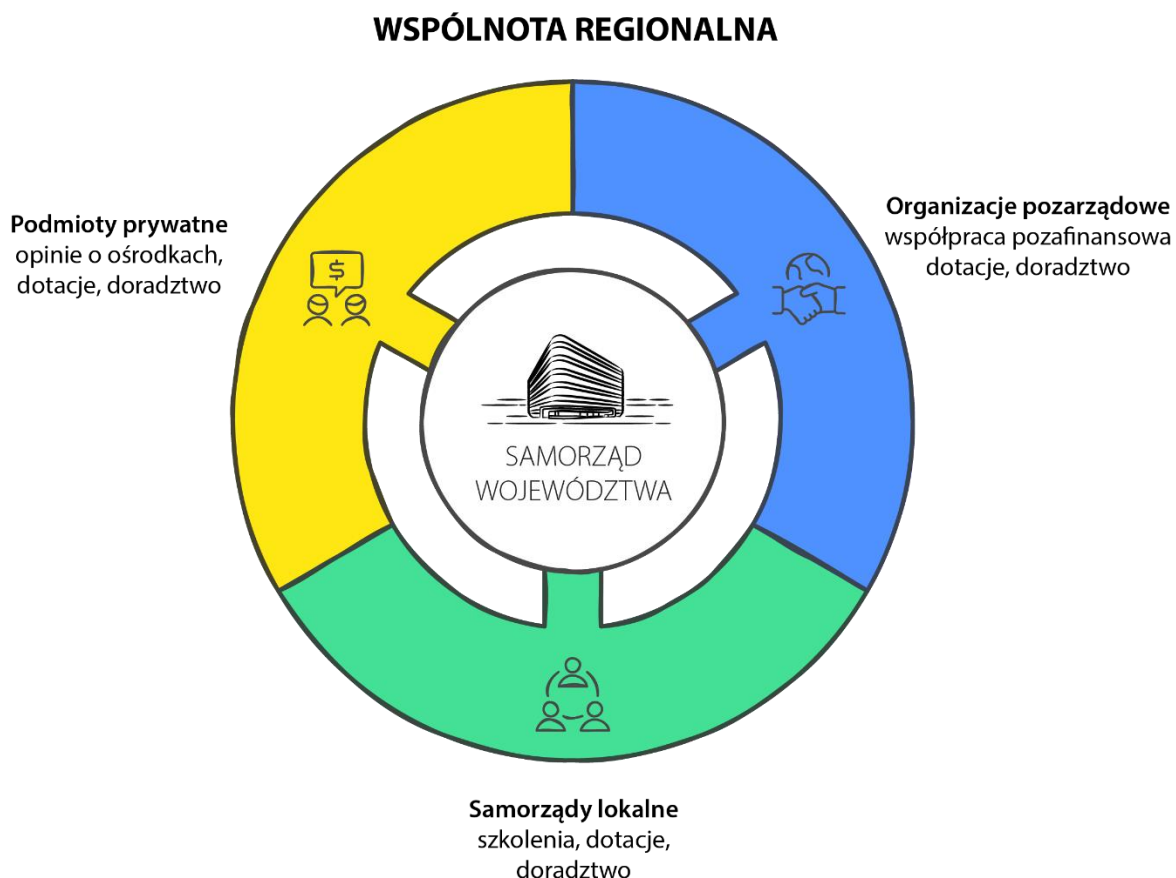 WSPÓLNOTA REGIONALNA
Podmioty prywatne
opinie o ośrodkach,
dotacje, doradztwo
$
Organizacje pozarządowe
współpraca pozafinansowa
dotacje, doradztwo
SAMORZĄD
WOJEWÓDZTWA
Samorządy lokalne
szkolenia, dotacje,
doradztwo